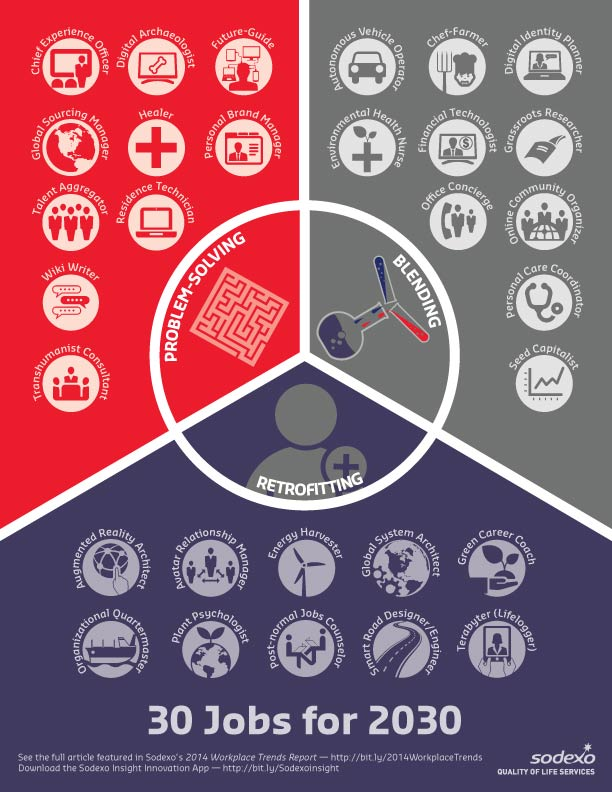 Chief Experience Officer
Digital Archaeologist
Future-Guide
Global Sourcing Manager
Healer
Personal Brand Manager
Talent Aggregator
Residence Technician
Wiki Writer
Transhumanist Consultant
PROBLEM-SOLVING
Autonomous Vehicle Operator
Chef-Farmer
Digital Identity Planner
Environmental Health Nurse
Financial Technologist
Grassroots Researcher
Office Concierge
Online Community Organizer
Personal Care Coordinator
Seed Capitalist
BLENDING
RETROFITTING
Augmented Reality Architect
Avatar Relationship Manager
Energy Harvester
Global System Architect
Green Career Coach
Organizational Quartermaster
Plant Psychologist
Post-normal Jobs Counselor
Smart Road Designer/Engineer
Terabyter (Lifelogger)
30 Jobs for 2030
See the full article featured in Sodexo's 2014 Workplace Trends Report — http://bit.ly/2014WorkplaceTrends
Download the Sodexo Insight Innovation App — http://bit.ly/Sodexoinsight
sodexo
QUALITY OF LIFE SERVICES